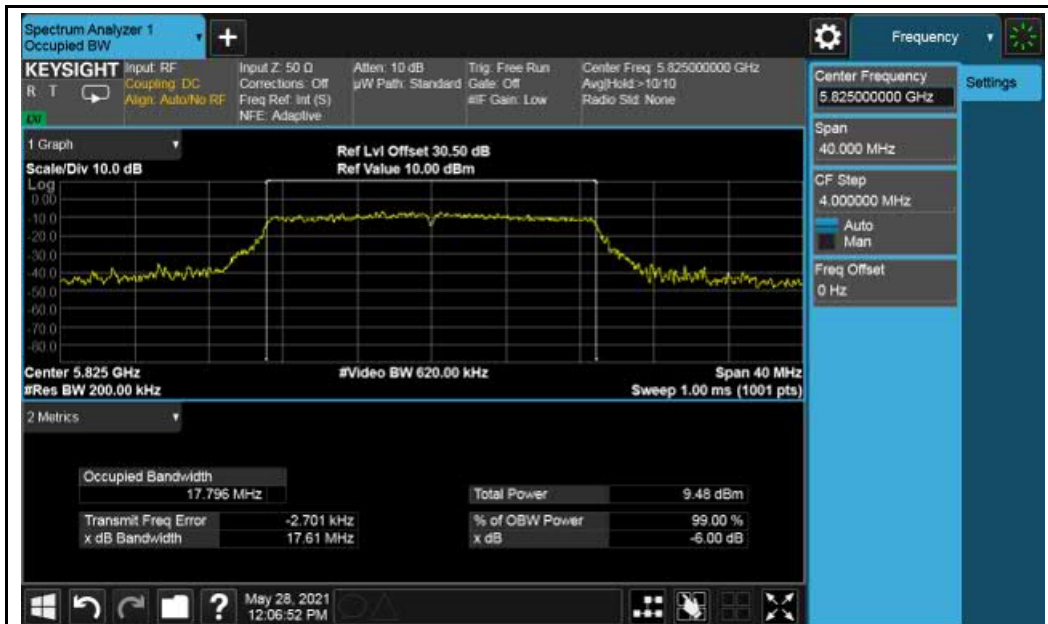 Spectrum Analyzer 1
Occupied BW
+
Frequency
KEYSIGHT
R T
Input: RF
Coupling: DC
Align: Auto/No RF
Input Z: 50 Ω
Corrections: Off
Freq Ref: Int (S)
NFE: Adaptive
Atten: 10 dB
µW Path: Standard
Trig: Free Run
Gate: Off
#IF Gain: Low
Center Freq: 5.825000000 GHz
Avg|Hold:>10/10
Radio Std: None
Center Frequency
5.825000000 GHz
Settings
Span
40.000 MHz
CF Step
4.000000 MHz
Auto
Man
Freq Offset
0 Hz
1 Graph
Scale/Div 10.0 dB
Ref Lvl Offset 30.50 dB
Ref Value 10.00 dBm
Log
0.00
-10.0
-20.0
-30.0
-40.0
-50.0
-60.0
-70.0
-80.0
Center 5.825 GHz
#Video BW 620.00 kHz
Span 40 MHz
#Res BW 200.00 kHz
Sweep 1.00 ms (1001 pts)
2 Metrics
Occupied Bandwidth
17.796 MHz
Total Power 9.48 dBm
Transmit Freq Error -2.701 kHz
% of OBW Power 99.00 %
x dB Bandwidth 17.61 MHz
x dB -6.00 dB
?
May 28, 2021
12:06:52 PM